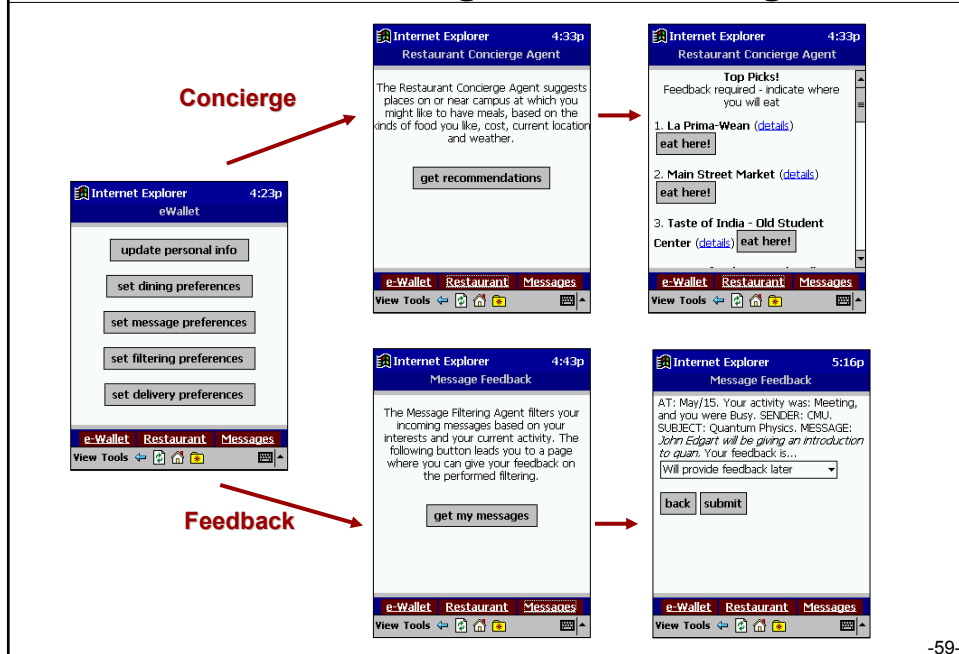 Internet Explorer 4:33p
Restaurant Concierge Agent
The Restaurant Concierge Agent suggests
places on or near campus at which you
might like to have meals, based on the
kinds of food you like, cost, current location
and weather.
get recommendations
e-Wallet Restaurant Messages
View Tools
Internet Explorer 4:33p
Restaurant Concierge Agent
Top Picks!
Feedback required - indicate where
you will eat
1. La Prima-Wean (details)
eat here!
2. Main Street Market (details)
eat here!
3. Taste of India - Old Student
Center (details) eat here!
e-Wallet Restaurant Messages
View Tools
Concierge
Internet Explorer 4:23p
eWallet
update personal info
set dining preferences
set message preferences
set filtering preferences
set delivery preferences
e-Wallet Restaurant Messages
View Tools
Feedback
Internet Explorer 4:43p
Message Feedback
The Message Filtering Agent filters your
incoming messages based on your
interests and your current activity. The
following button leads you to a page
where you can give your feedback on
the performed filtering.
get my messages
e-Wallet Restaurant Messages
View Tools
Internet Explorer 5:16p
Message Feedback
AT: May/15. Your activity was: Meeting,
and you were Busy. SENDER: CMU.
SUBJECT: Quantum Physics. MESSAGE:
John Edgart will be giving an introduction
to quan. Your feedback is...
Will provide feedback later
back submit
e-Wallet Restaurant Messages
View Tools
-59-